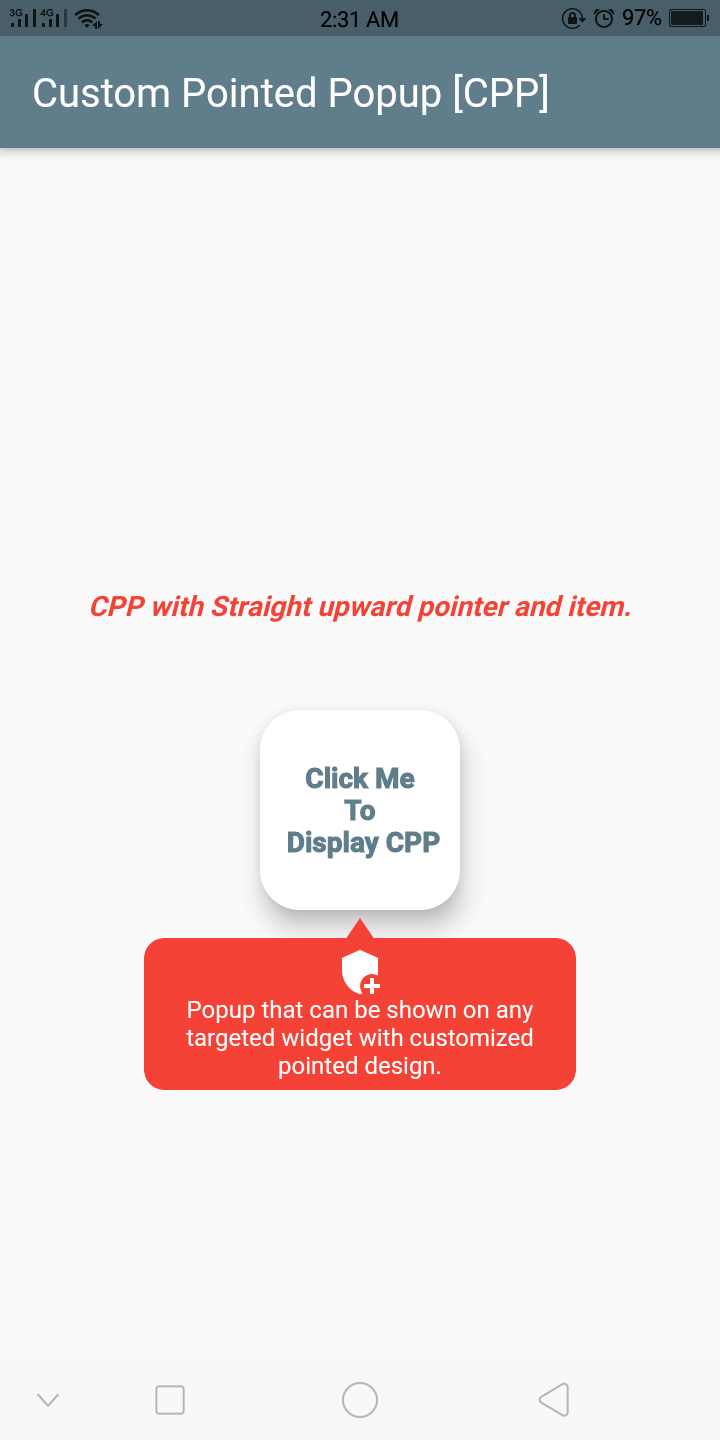 3G 4G 2:31 AM 97%
Custom Pointed Popup [CPP]
CPP with Straight upward pointer and item.
Click Me
To
Display CPP
Popup that can be shown on any
targeted widget with customized
pointed design.